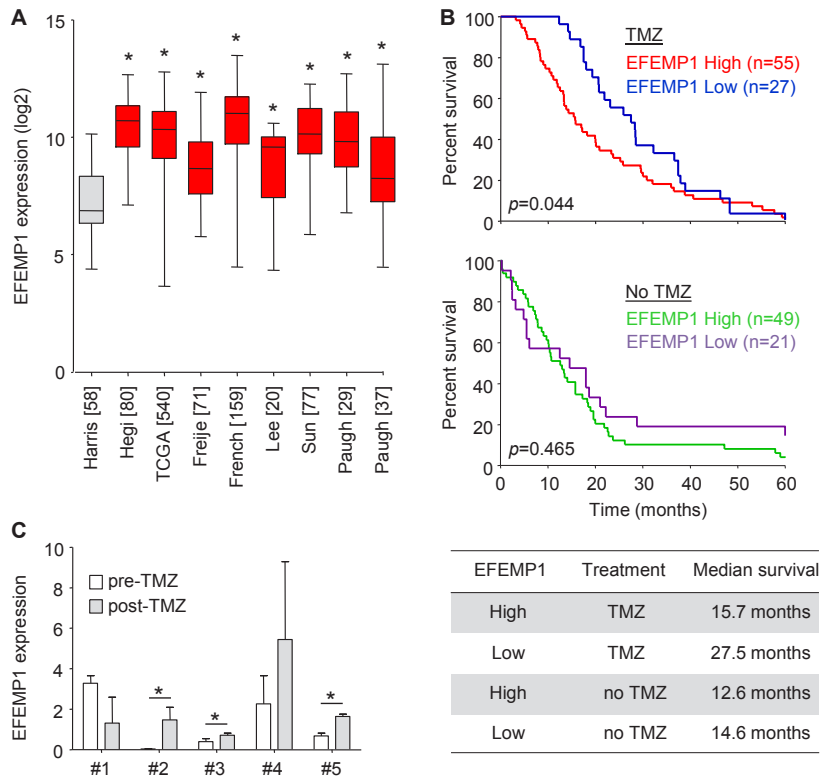 A
EFEMP1 expression (log2)
15
10
5
0
* * * * * * * *
Harris [58]
Hegi [80]
TCGA [540]
Freije [71]
French [159]
Lee [20]
Sun [77]
Paugh [29]
Paugh [37]
B
Percent survival
100
80
60
40
20
0
TMZ
EFEMP1 High (n=55)
EFEMP1 Low (n=27)
p=0.044
Percent survival
100
80
60
40
20
0
No TMZ
EFEMP1 High (n=49)
EFEMP1 Low (n=21)
p=0.465
0 10 20 30 40 50 60
Time (months)
C
EFEMP1 expression
10
8
6
4
2
0
pre-TMZ
post-TMZ
* * *
#1 #2 #3 #4 #5
EFEMP1 Treatment Median survival
High TMZ 15.7 months
Low TMZ 27.5 months
High no TMZ 12.6 months
Low no TMZ 14.6 months